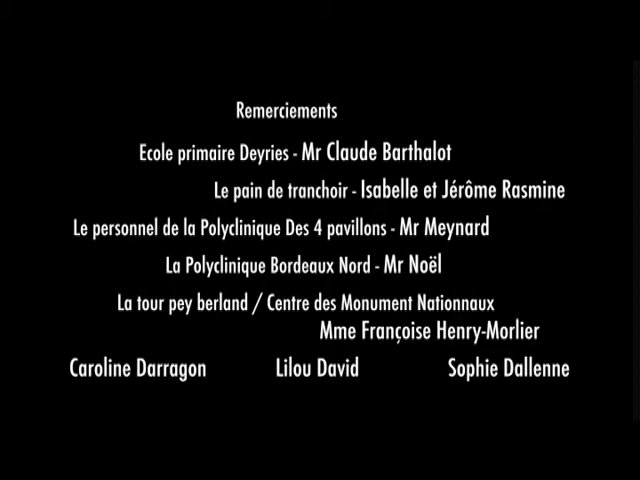 Remerciements
Ecole primaire Deyries - Mr Claude Barthalot
Le pain de tranchoir - Isabelle et Jérôme Rasmine
Le personnel de la Polyclinique Des 4 pavillons - Mr Meynard
La Polyclinique Bordeaux Nord - Mr Noël
La tour pey berland / Centre des Monument Nationnaux
Mme Françoise Henry-Morlier
Caroline Darragon Lilou David Sophie Dallenne